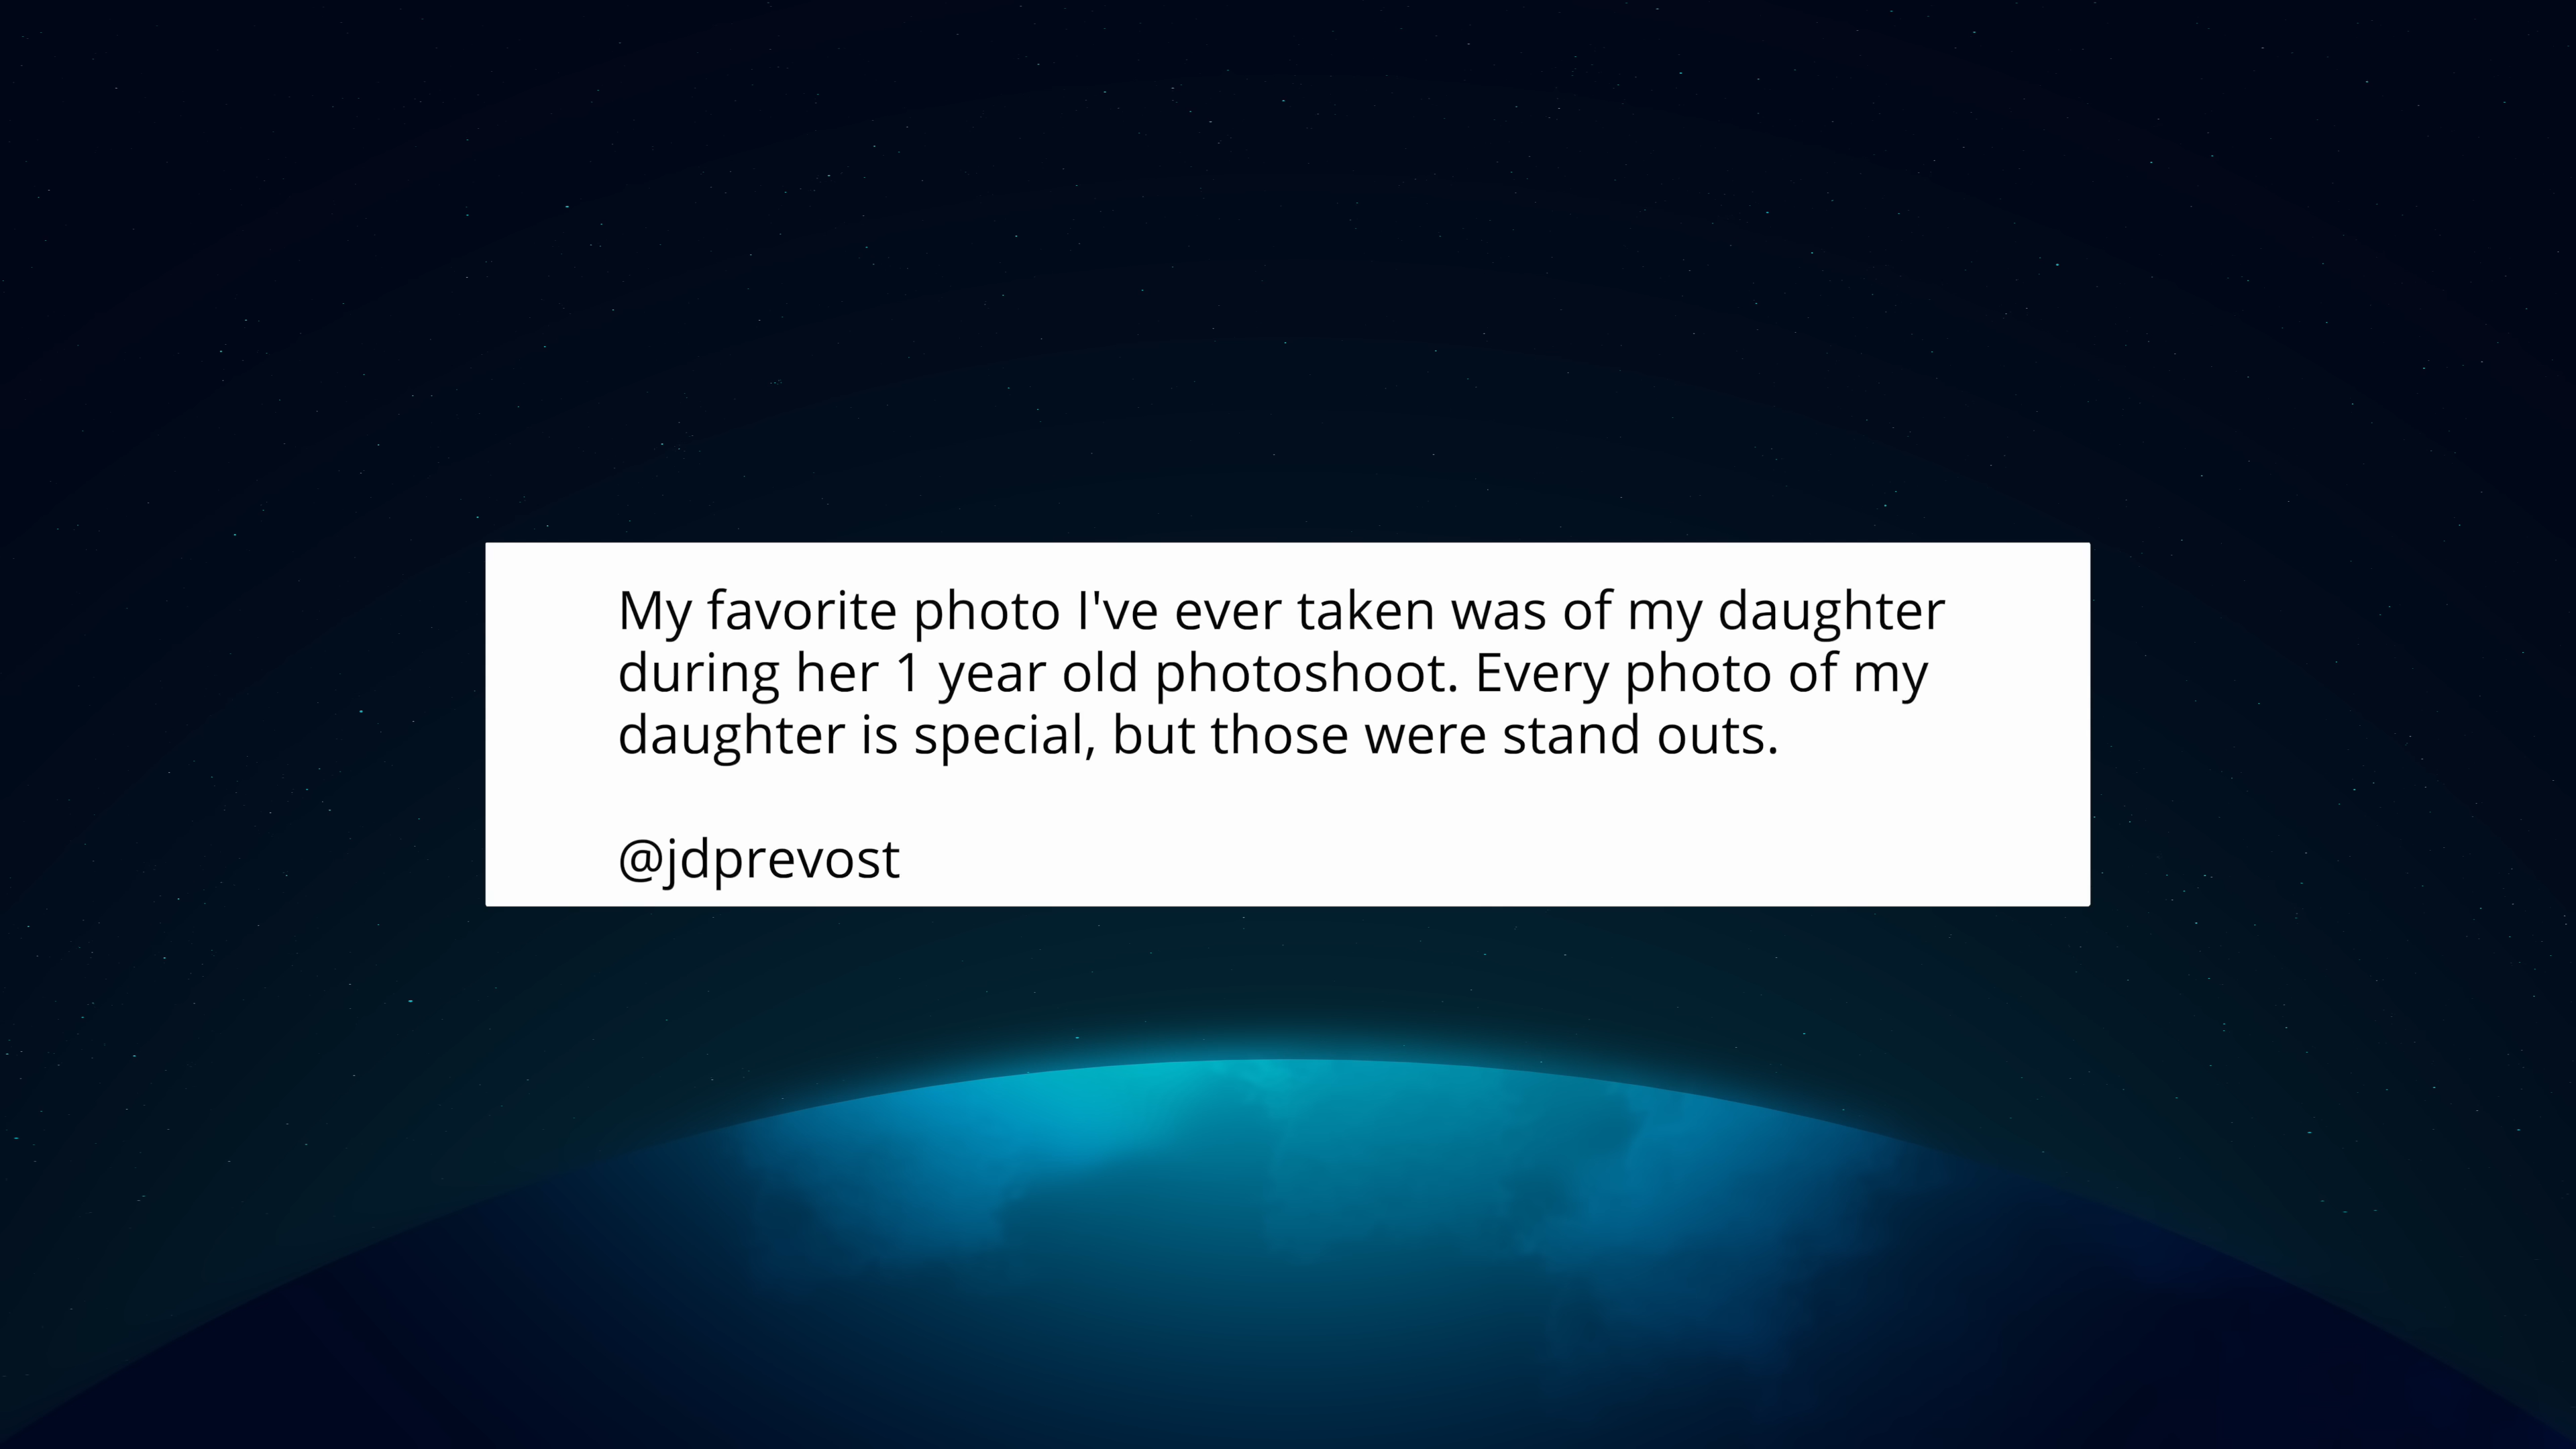 My favorite photo I've ever taken was of my daughter
during her 1 year old photoshoot. Every photo of my
daughter is special, but those were stand outs.
@jdprevost